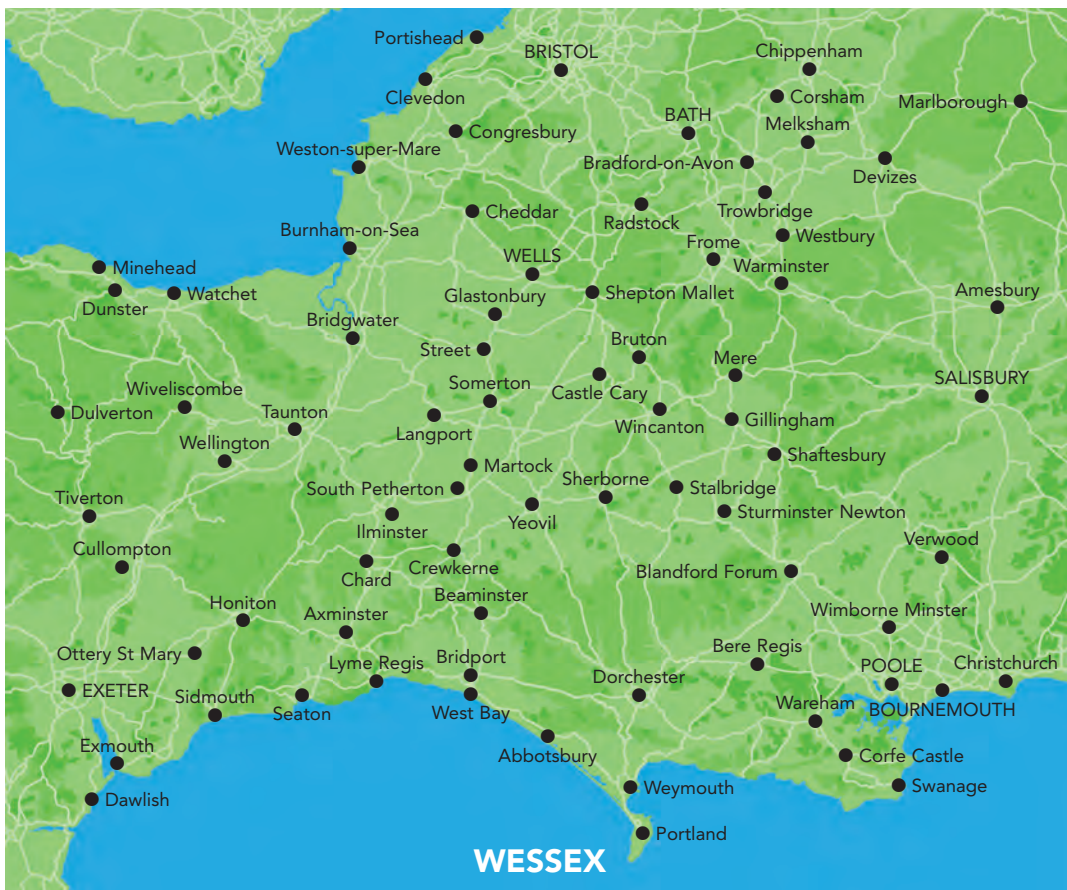 Portishead
BRISTOL
Chippenham
Clevedon
Corsham
Marlborough
BATH
Congresbury
Melksham
Weston-super-Mare
Bradford-on-Avon
Devizes
Cheddar
Radstock
Trowbridge
Burnham-on-Sea
Frome
Westbury
WELLS
Minehead
Warminster
Dunster
Watchet
Glastonbury
Shepton Mallet
Amesbury
Bridgwater
Bruton
Street
Mere
Wiveliscombe
Somerton
Castle Cary
SALISBURY
Dulverton
Taunton
Langport
Wincanton
Gillingham
Wellington
Shaftesbury
Martock
Tiverton
South Petherton
Sherborne
Stalbridge
Ilminster
Yeovil
Sturminster Newton
Cullompton
Verwood
Chard
Crewkerne
Blandford Forum
Honiton
Axminster
Beaminster
Wimborne Minster
Ottery St Mary
Lyme Regis
Bridport
Bere Regis
POOLE
Christchurch
EXETER
Sidmouth
Seaton
West Bay
Dorchester
Wareham
BOURNEMOUTH
Exmouth
Abbotsbury
Corfe Castle
Dawlish
Weymouth
Swanage
Portland
WESSEX